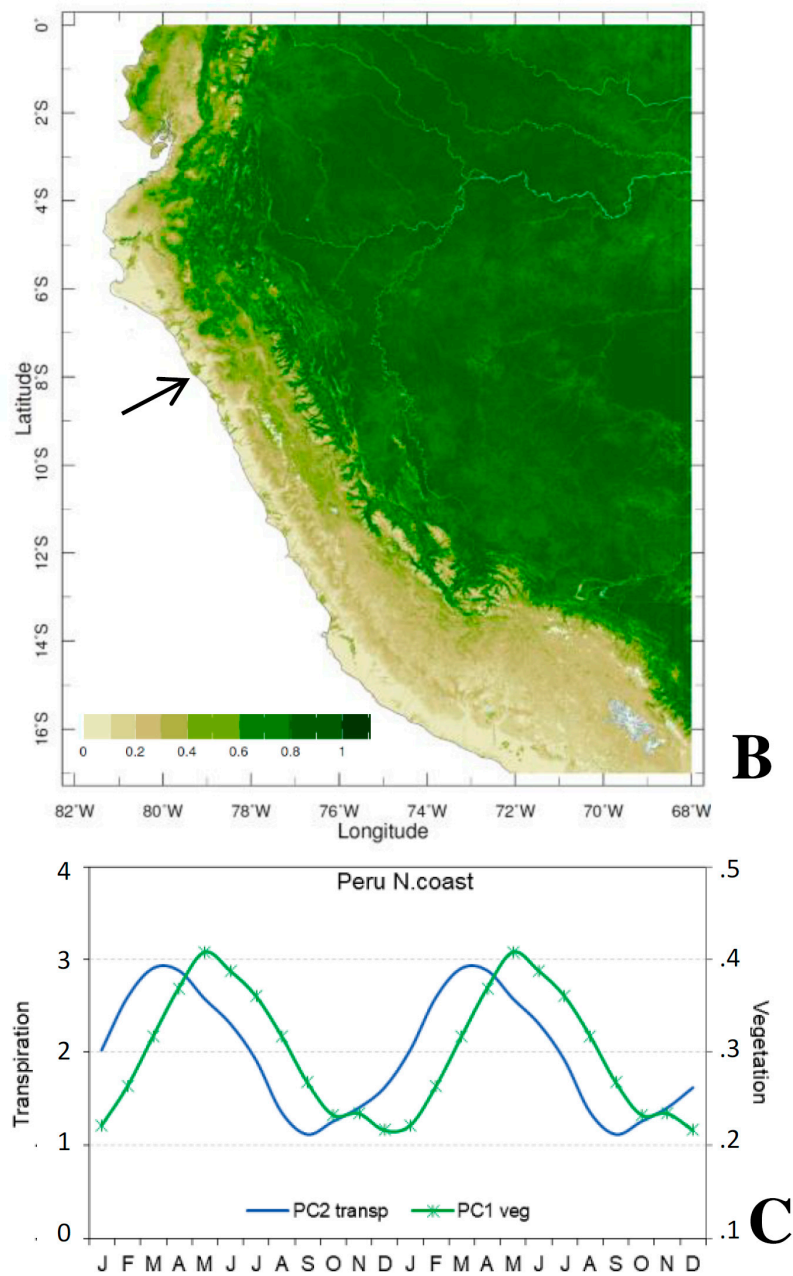 0°
2°S
4°S
6°S
8°S
10°S
12°S
14°S
16°S
Latitude
0 0.2 0.4 0.6 0.8 1
82°W 80°W 78°W 76°W 74°W 72°W 70°W 68°W
Longitude
B
Peru N.coast
4
3
2
1
0
Transpiration
.5
.4
.3
.2
.1
Vegetation
PC2 transp PC1 veg
J F M A M J J A S O N D J F M A M J J A S O N D
C